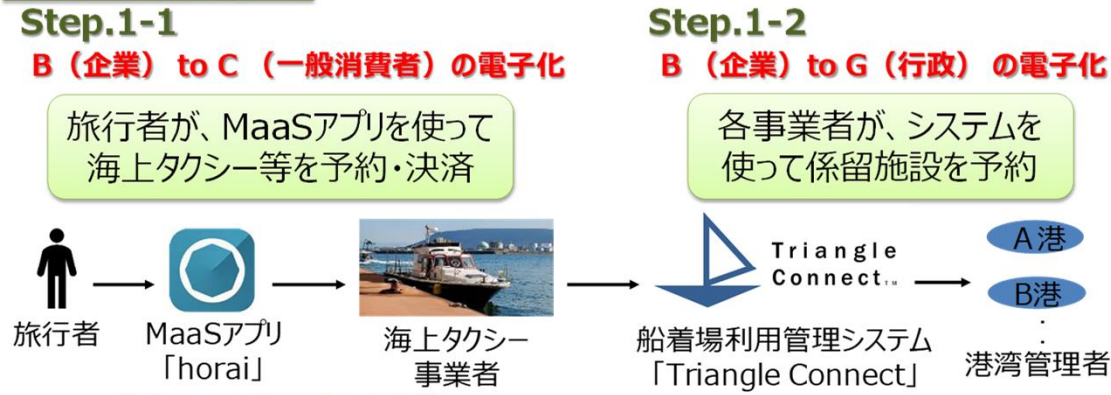 Step.1-1
B（企業） to C （一般消費者）の電子化
旅行者が、MaaSアプリを使って
海上タクシー等を予約・決済
旅行者
MaaSアプリ
「horai」
海上タクシー
事業者
Step.1-2
B （企業）to G（行政） の電子化
各事業者が、システムを
使って係留施設を予約
Triangle
Connect™
船着場利用管理システム
「Triangle Connect」
A港
B港
：
港湾管理者